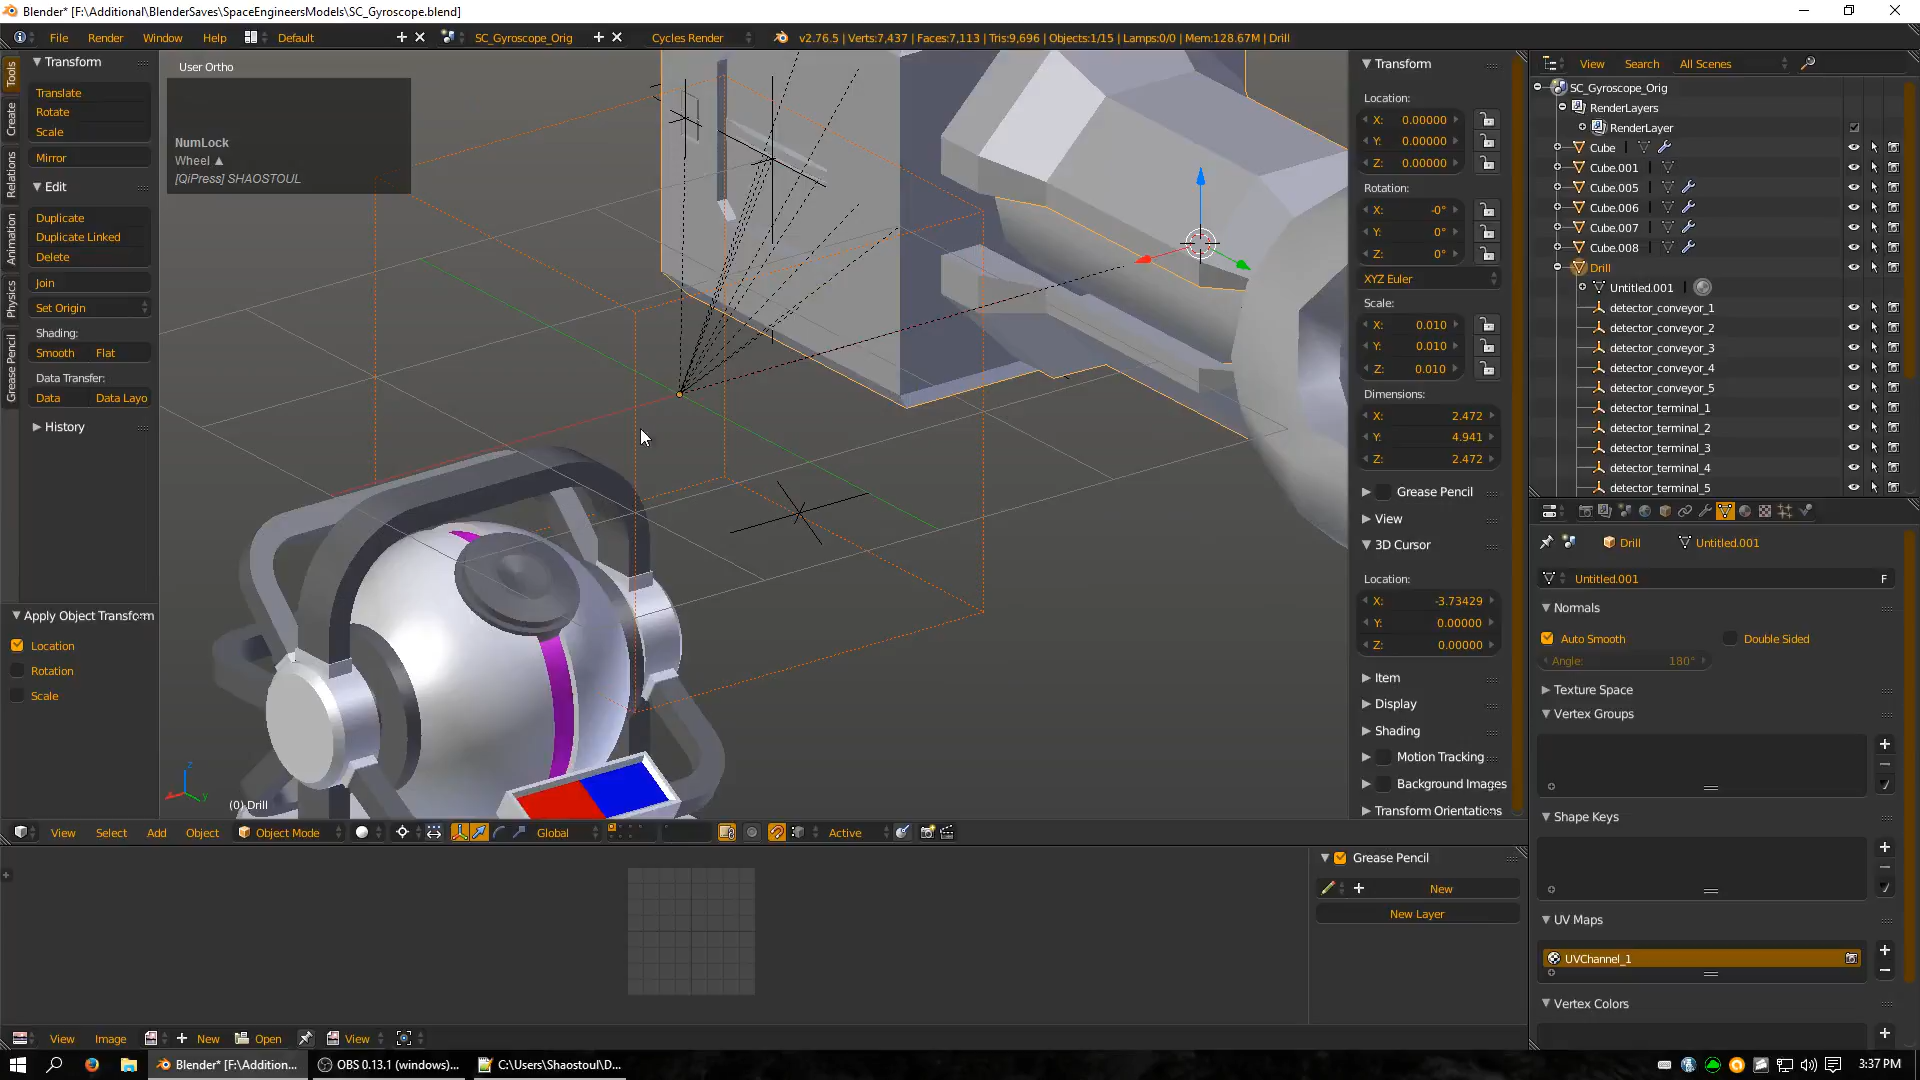 Blender* [F:\Additional\BlenderSaves\SpaceEngineersModels\SC_Gyroscope.blend]
File Render Window Help Default SC_Gyroscope_Orig Cycles Render v2.76.5 | Verts:7,437 | Faces:7,113 | Tris:9,696 | Objects:1/15 | Lamps:0/0 | Mem:128.67M | Drill
Tools
Create
Relations
Animation
Physics
Grease Pencil
Transform
Translate
Rotate
Scale
Mirror
Edit
Duplicate
Duplicate Linked
Delete
Join
Set Origin
Shading:
Smooth Flat
Data Transfer:
Data Data Layo
History
Apply Object Transform
Location
Rotation
Scale
User Ortho
NumLock
Wheel ▲
[QiPress] SHAOSTOUL
(0) Drill
View Select Add Object Object Mode Global Active
Transform
Location:
X: 0.00000
Y: 0.00000
Z: 0.00000
Rotation:
X: -0°
Y: 0°
Z: 0°
XYZ Euler
Scale:
X: 0.010
Y: 0.010
Z: 0.010
Dimensions:
X: 2.472
Y: 4.941
Z: 2.472
Grease Pencil
View
3D Cursor
Location:
X: -3.73429
Y: 0.00000
Z: 0.00000
Item
Display
Shading
Motion Tracking
Background Images
Transform Orientations
View Search All Scenes
SC_Gyroscope_Orig
RenderLayers
RenderLayer
Cube
Cube.001
Cube.005
Cube.006
Cube.007
Cube.008
Drill
Untitled.001
detector_conveyor_1
detector_conveyor_2
detector_conveyor_3
detector_conveyor_4
detector_conveyor_5
detector_terminal_1
detector_terminal_2
detector_terminal_3
detector_terminal_4
detector_terminal_5
Drill Untitled.001
Untitled.001 F
Normals
Auto Smooth Double Sided
Angle: 180°
Texture Space
Vertex Groups
Shape Keys
UV Maps
UVChannel_1
Vertex Colors
Grease Pencil
New
New Layer
View Image New Open View
Blender* [F:\Addition... OBS 0.13.1 (windows)... C:\Users\Shaostoul\D... 3:37 PM